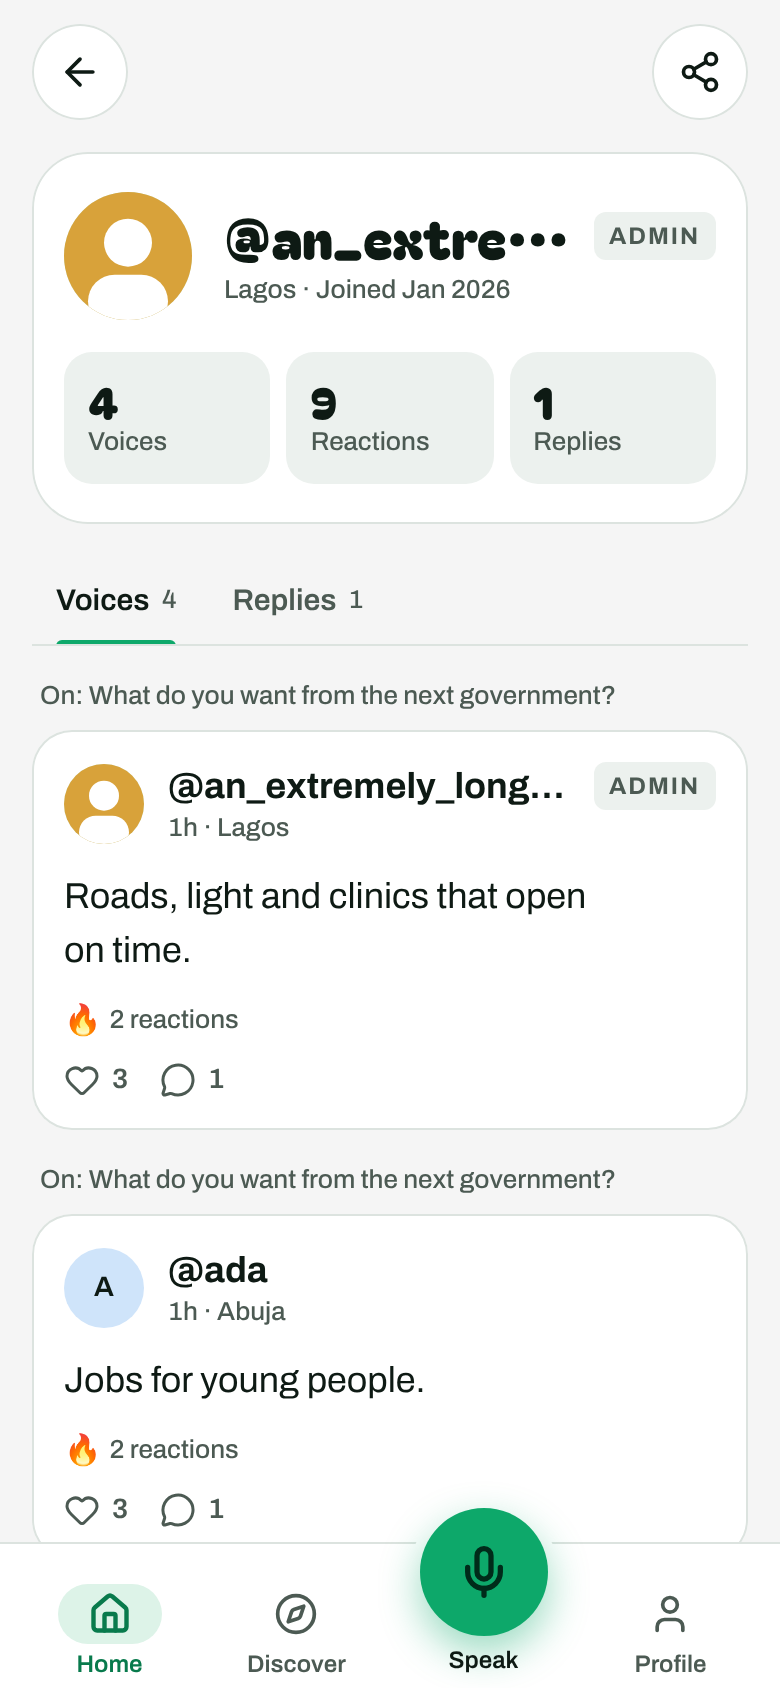 @an_extre...
ADMIN
Lagos · Joined Jan 2026
4
Voices
9
Reactions
1
Replies
Voices 4
Replies 1
On: What do you want from the next government?
@an_extremely_long...
ADMIN
1h · Lagos
Roads, light and clinics that open
on time.
🔥 2 reactions
3 1
On: What do you want from the next government?
A
@ada
1h · Abuja
Jobs for young people.
🔥 2 reactions
3 1
Home
Discover
Speak
Profile